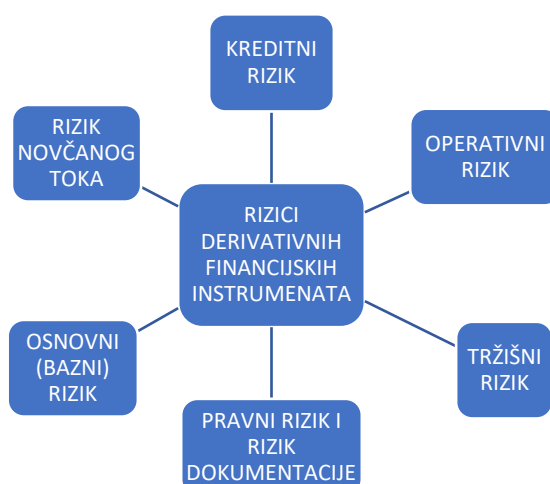 KREDITNI
RIZIK
OPERATIVNI
RIZIK
TRŽIŠNI
RIZIK
PRAVNI RIZIK I
RIZIK
DOKUMENTACIJE
OSNOVNI
(BAZNI)
RIZIK
RIZIK
NOVČANOG
TOKA
RIZICI
DERIVATIVNIH
FINANCIJSKIH
INSTRUMENATA